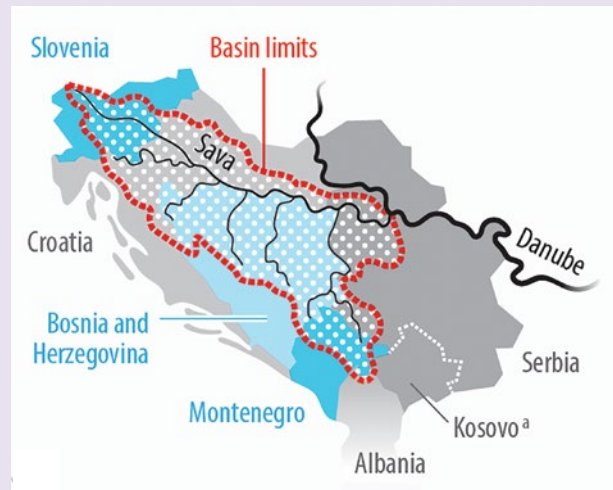 Slovenia
Basin limits
Sava
Croatia
Danube
Bosnia and
Herzegovina
Serbia
Montenegro
Kosovo a
Albania